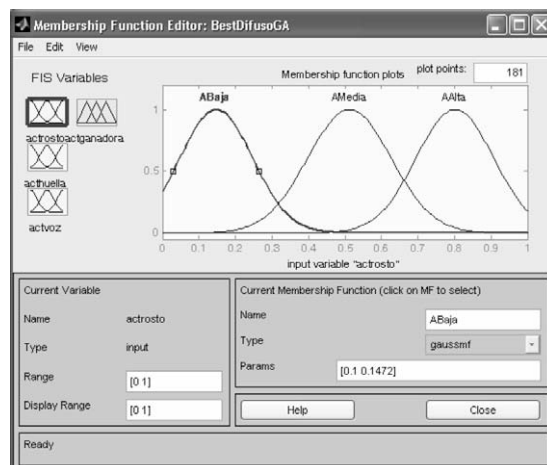 Membership Function Editor: BestDifusoGA
File Edit View
FIS Variables
Membership function plots plot points: 181
ABaja AMedia AAlta
1
0.5
0
actrosto actganadora
acthuella
actvoz
0 0.1 0.2 0.3 0.4 0.5 0.6 0.7 0.8 0.9 1
input variable "actrosto"
Current Variable
Name actrosto
Type input
Range [0 1]
Display Range [0 1]
Current Membership Function (click on MF to select)
Name ABaja
Type gaussmf
Params [0.1 0.1472]
Help Close
Ready